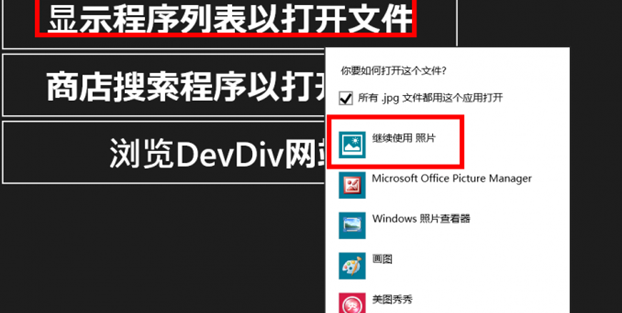 显示程序列表以打开文件
商店搜索程序以打
浏览DevDiv网
你要如何打开这个文件?
所有 .jpg 文件都用这个应用打开
继续使用 照片
Microsoft Office Picture Manager
Windows 照片查看器
画图
美图秀秀